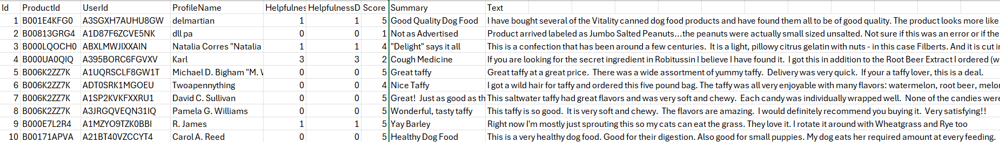 Id ProductId UserId ProfileName Helpfulnes HelpfulnessD Score Summary Text
1 B001E4KFG0 A3SGXH7AUHU8GW delmartian 1 1 5 Good Quality Dog Food I have bought several of the Vitality canned dog food products and have found them all to be of good quality. The product looks more like
2 B00813GRG4 A1D87F6ZCVE5NK dll pa 0 0 1 Not as Advertised Product arrived labeled as Jumbo Salted Peanuts...the peanuts were actually small sized unsalted. Not sure if this was an error or if the
3 B000LQOCH0 ABXLMWJIXXAIN Natalia Corres "Natalia 1 1 4 "Delight" says it all This is a confection that has been around a few centuries.  It is a light, pillowy citrus gelatin with nuts - in this case Filberts. And it is cut i
4 B000UA0QIQ A395BORC6FGVXV Karl 3 3 2 Cough Medicine If you are looking for the secret ingredient in Robitussin I believe I have found it.  I got this in addition to the Root Beer Extract I ordered (w
5 B006K2ZZ7K A1UQRSCLF8GW1T Michael D. Bigham "M. W 0 0 5 Great taffy Great taffy at a great price.  There was a wide assortment of yummy taffy.  Delivery was very quick.  If your a taffy lover, this is a deal.
6 B006K2ZZ7K ADT0SRK1MGOEU Twoapennything 0 0 4 Nice Taffy I got a wild hair for taffy and ordered this five pound bag. The taffy was all very enjoyable with many flavors: watermelon, root beer, melo
7 B006K2ZZ7K A1SP2KVKFXXRU1 David C. Sullivan 0 0 5 Great!  Just as good as th This saltwater taffy had great flavors and was very soft and chewy.  Each candy was individually wrapped well.  None of the candies were
8 B006K2ZZ7K A3JRGQVEQN31IQ Pamela G. Williams 0 0 5 Wonderful, tasty taffy This taffy is so good.  It is very soft and chewy.  The flavors are amazing.  I would definitely recommend you buying it.  Very satisfying!!
9 B000E7L2R4 A1MZYO9TZK0BBI R. James 1 1 5 Yay Barley Right now I'm mostly just sprouting this so my cats can eat the grass. They love it. I rotate it around with Wheatgrass and Rye too
10 B00171APVA A21BT40VZCCYT4 Carol A. Reed 0 0 5 Healthy Dog Food This is a very healthy dog food. Good for their digestion. Also good for small puppies. My dog eats her required amount at every feeding.